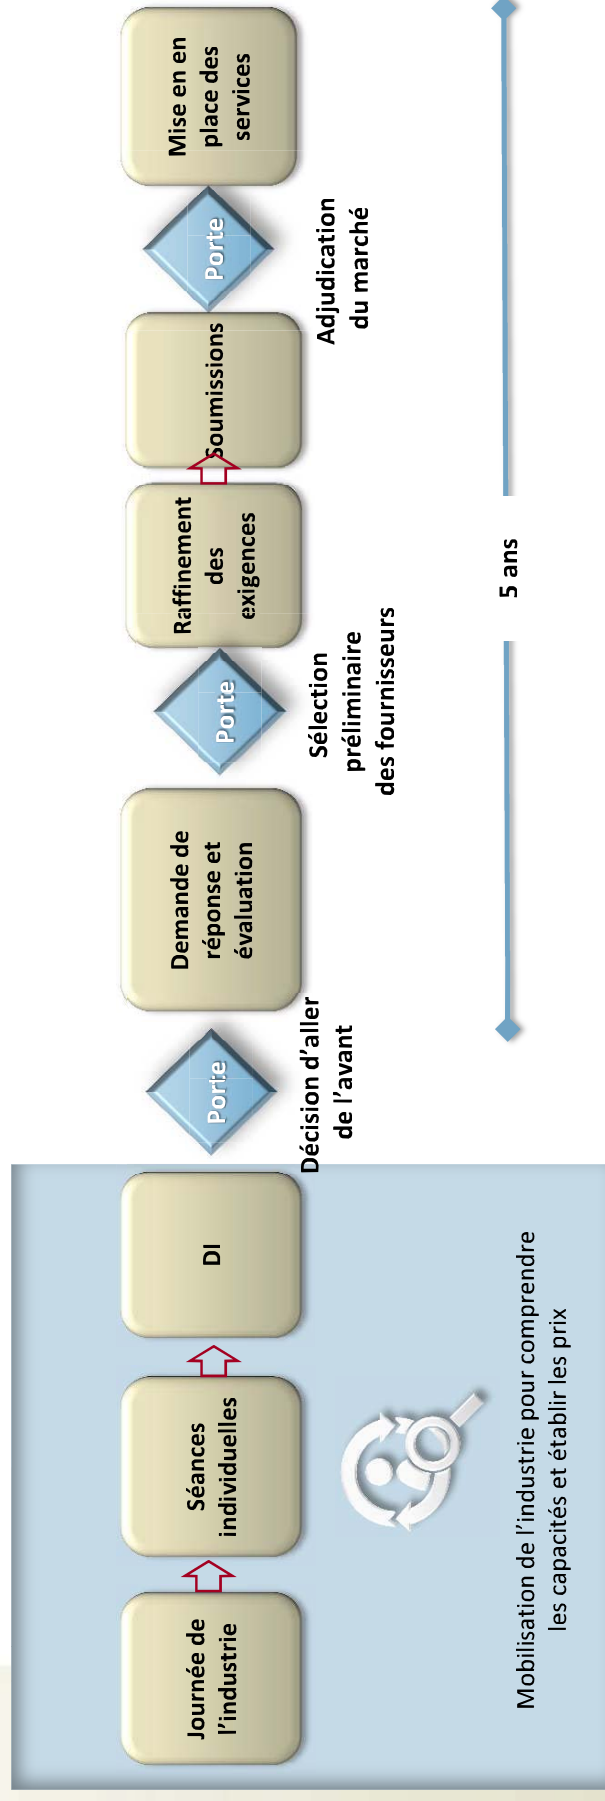 Journée de
l'industrie
Séances
individuelles
DI
Mobilisation de l'industrie pour comprendre
les capacités et établir les prix
Porte
Décision d'aller
de l'avant
Demande de
réponse et
évaluation
Porte
Sélection
préliminaire
des fournisseurs
Raffinement
des
exigences
Soumissions
Porte
Adjudication
du marché
Mise en en
place des
services
5 ans